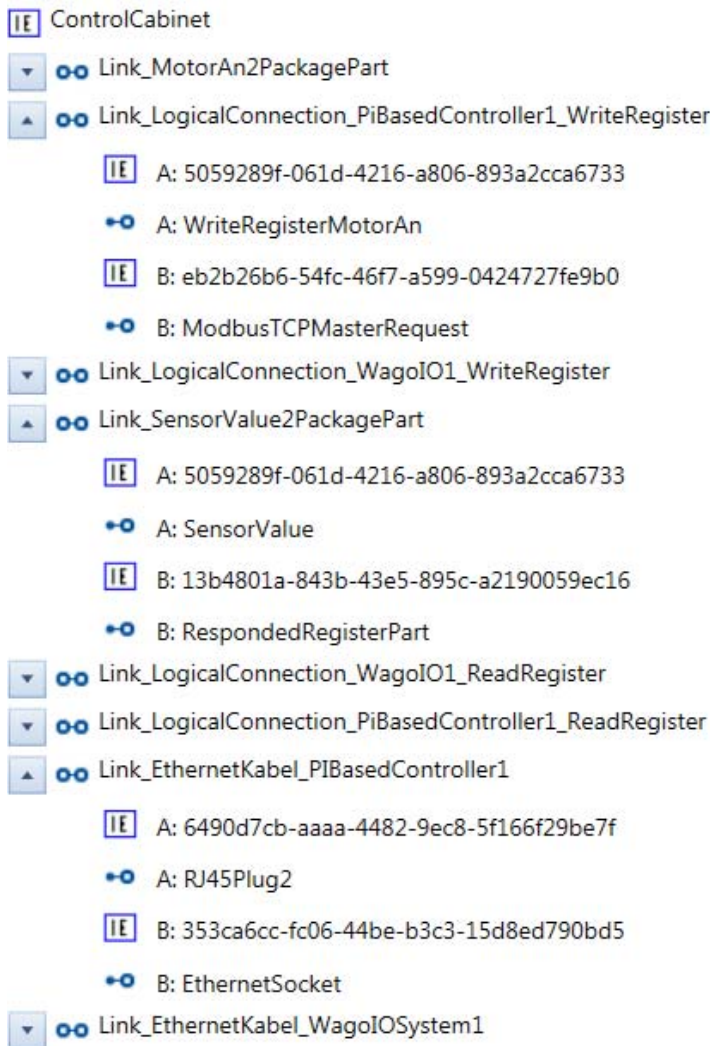 IE ControlCabinet
Link_MotorAn2PackagePart
Link_LogicalConnection_PiBasedController1_WriteRegister
IE A: 5059289f-061d-4216-a806-893a2cca6733
A: WriteRegisterMotorAn
IE B: eb2b26b6-54fc-46f7-a599-0424727fe9b0
B: ModbusTCPMasterRequest
Link_LogicalConnection_WagoIO1_WriteRegister
Link_SensorValue2PackagePart
IE A: 5059289f-061d-4216-a806-893a2cca6733
A: SensorValue
IE B: 13b4801a-843b-43e5-895c-a2190059ec16
B: RespondedRegisterPart
Link_LogicalConnection_WagoIO1_ReadRegister
Link_LogicalConnection_PiBasedController1_ReadRegister
Link_EthernetKabel_PIBasedController1
IE A: 6490d7cb-aaaa-4482-9ec8-5f166f29be7f
A: RJ45Plug2
IE B: 353ca6cc-fc06-44be-b3c3-15d8ed790bd5
B: EthernetSocket
Link_EthernetKabel_WagoIOSystem1